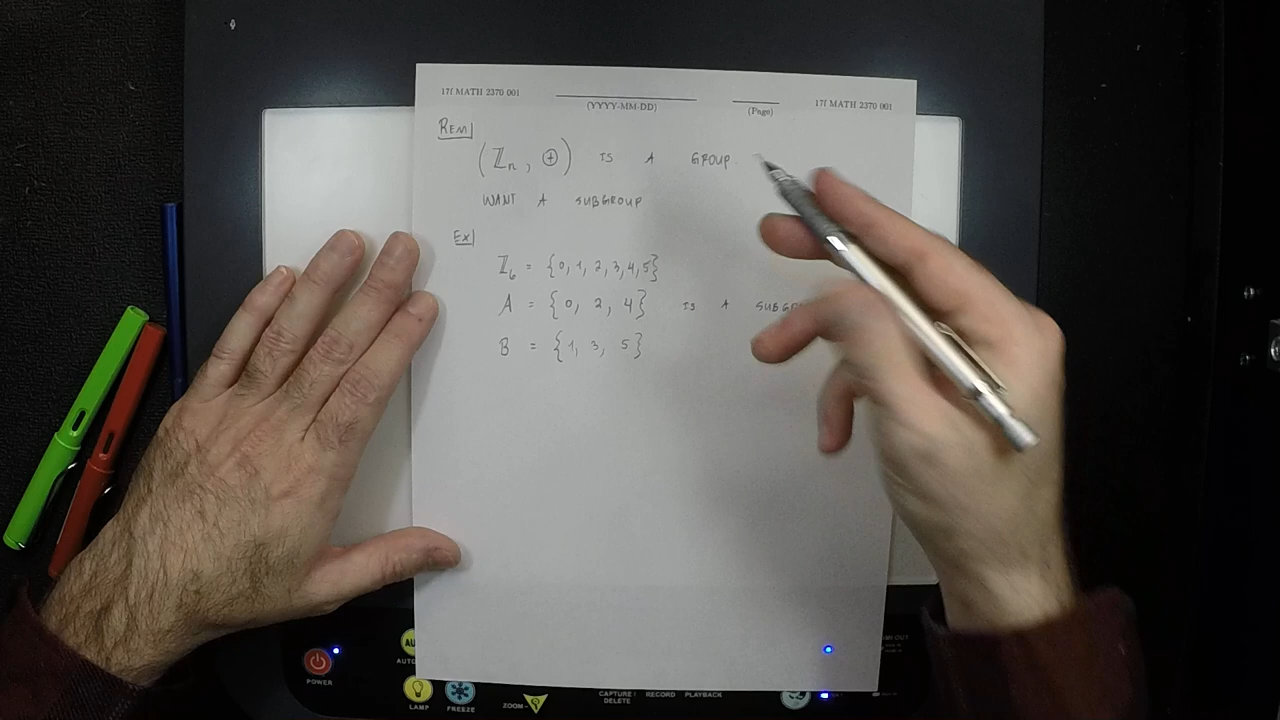 17f MATH 2370 001
(YYYY-MM-DD)
(Page)
17f MATH 2370 001
REM
(ℤₙ, ⊕) IS A GROUP.
WANT A SUBGROUP
EX
ℤ₆ = {0, 1, 2, 3, 4, 5}
A = {0, 2, 4} IS A SUBGR
B = {1, 3, 5}
POWER
LAMP
FREEZE
ZOOM
CAPTURE/
DELETE
RECORD
PLAYBACK